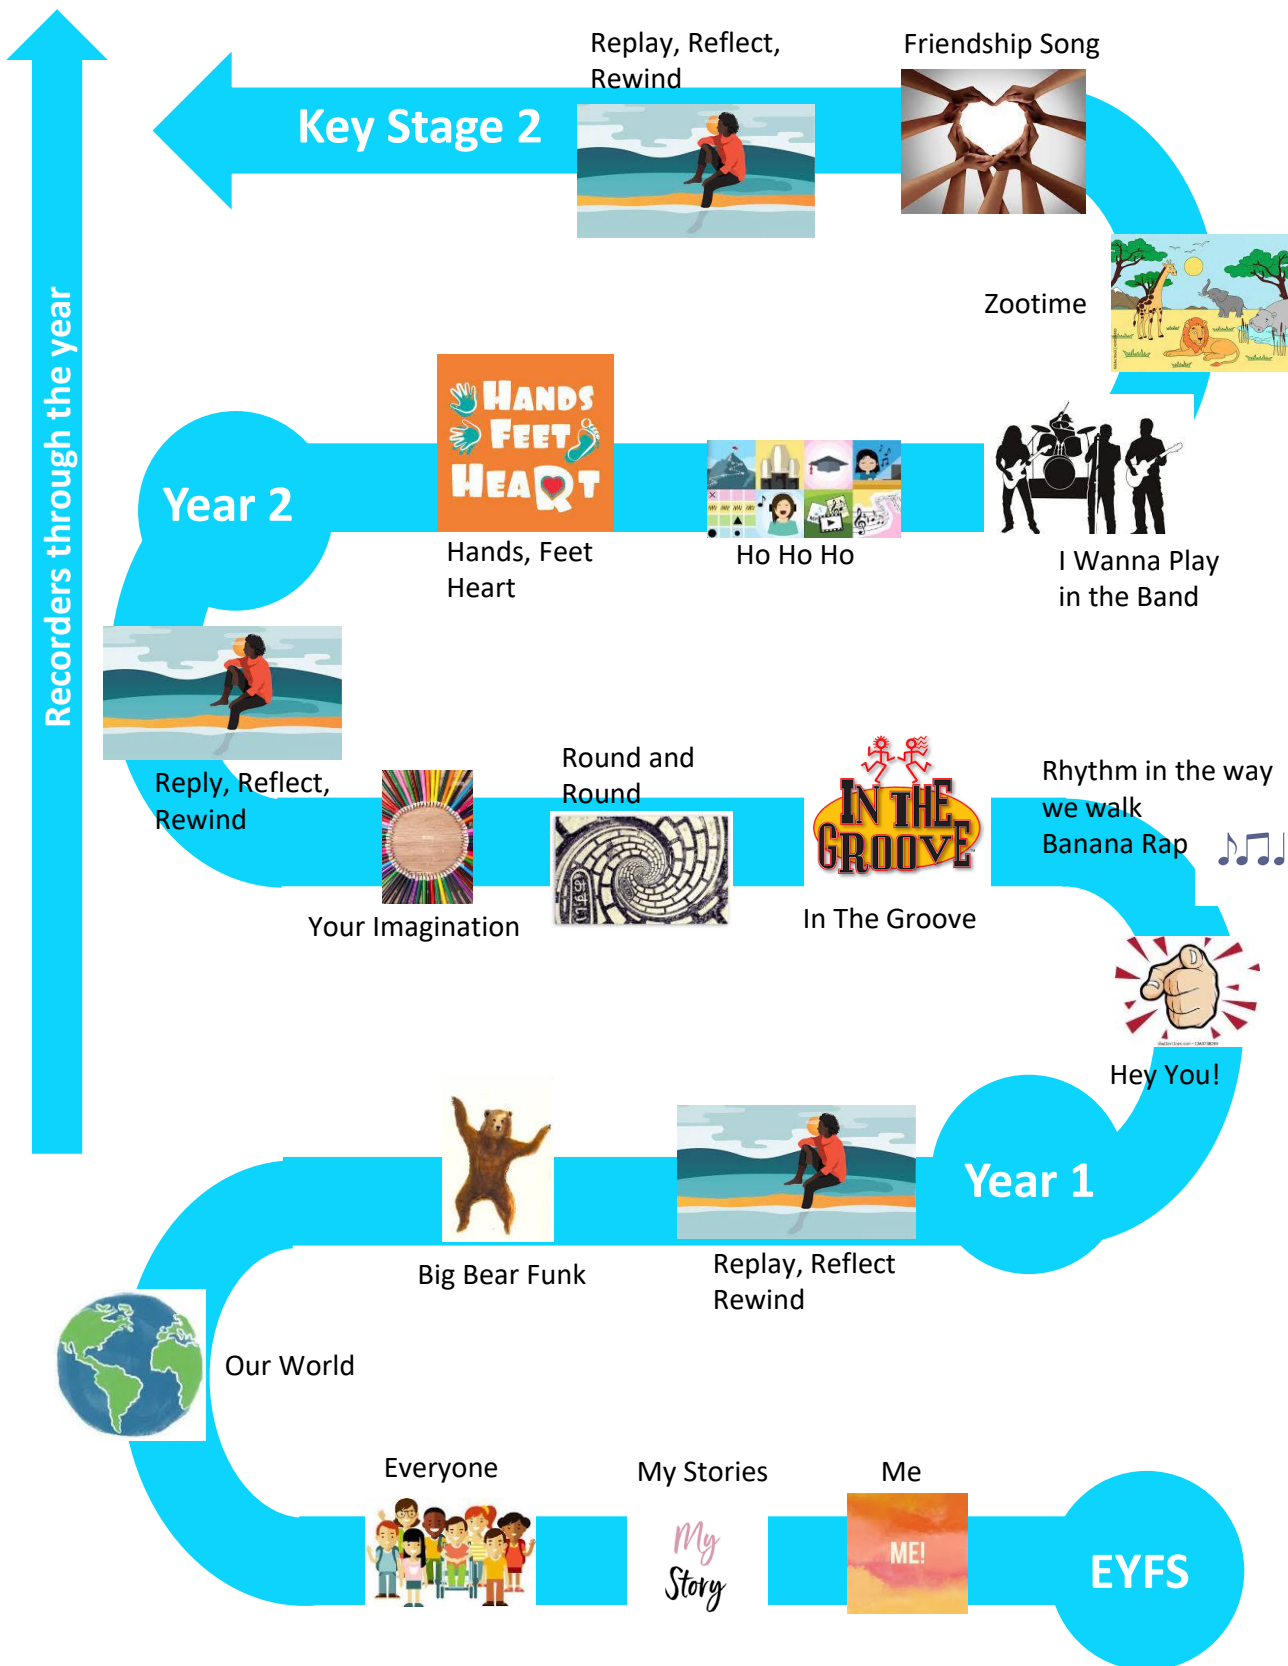 Replay, Reflect,
Rewind
Friendship Song
Key Stage 2
Zootime
Recorders through the year
HANDS
FEET
HEART
Year 2
Hands, Feet
Heart
Ho Ho Ho
I Wanna Play
in the Band
Reply, Reflect,
Rewind
Round and
Round
IN THE
GROOVE
Rhythm in the way
we walk
Banana Rap
Your Imagination
In The Groove
Hey You!
Year 1
Big Bear Funk
Replay, Reflect
Rewind
Our World
Everyone
My Stories
Me
My
Story
ME!
EYFS